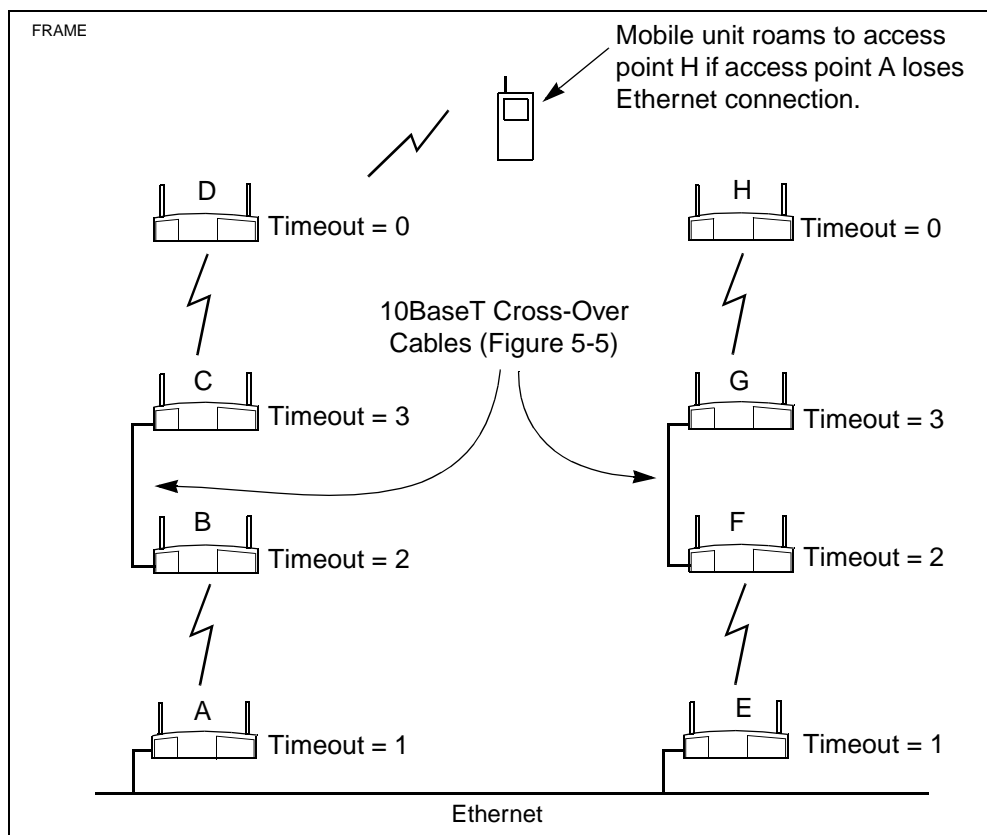 FRAME
Mobile unit roams to access
point H if access point A loses
Ethernet connection.
D
Timeout = 0
H
Timeout = 0
10BaseT Cross-Over
Cables (Figure 5-5)
C
Timeout = 3
G
Timeout = 3
B
Timeout = 2
F
Timeout = 2
A
Timeout = 1
E
Timeout = 1
Ethernet